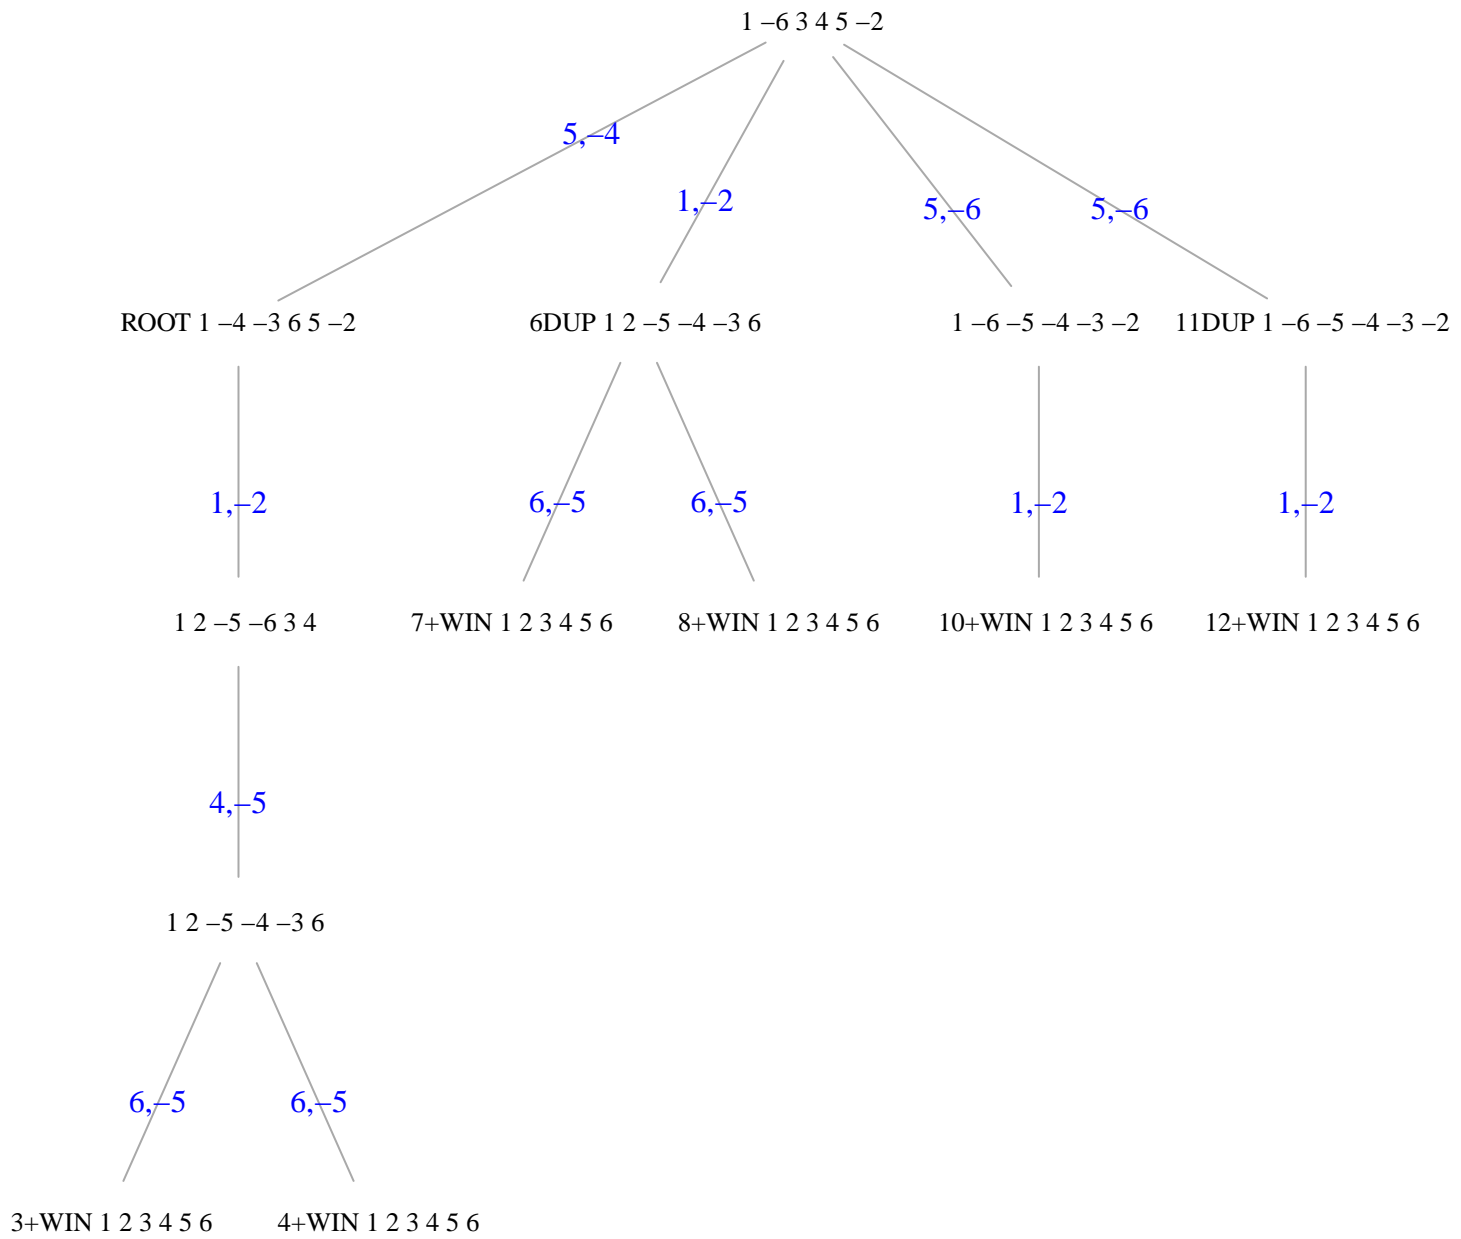 1 –6 3 4 5 –2
5,–4
1,–2
5,–6
5,–6
ROOT 1 –4 –3 6 5 –2
6DUP 1 2 –5 –4 –3 6
1 –6 –5 –4 –3 –2
11DUP 1 –6 –5 –4 –3 –2
1,–2
6,–5
6,–5
1,–2
1,–2
1 2 –5 –6 3 4
7+WIN 1 2 3 4 5 6
8+WIN 1 2 3 4 5 6
10+WIN 1 2 3 4 5 6
12+WIN 1 2 3 4 5 6
4,–5
1 2 –5 –4 –3 6
6,–5
6,–5
3+WIN 1 2 3 4 5 6
4+WIN 1 2 3 4 5 6